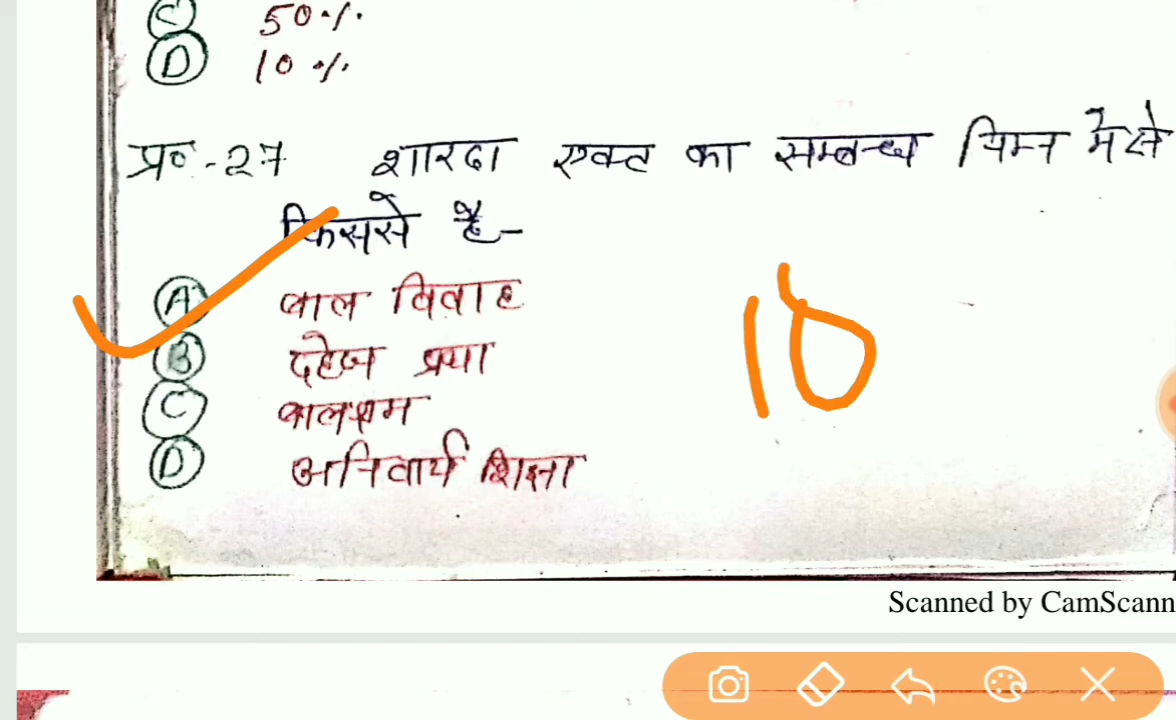 C 50%
D 10%
प्र०-27 शारदा एक्ट का सम्बन्ध निम्न में से
किससे है-
A बाल विवाह
B दहेज प्रथा
C बालश्रम
D अनिवार्य शिक्षा
18
Scanned by CamScann